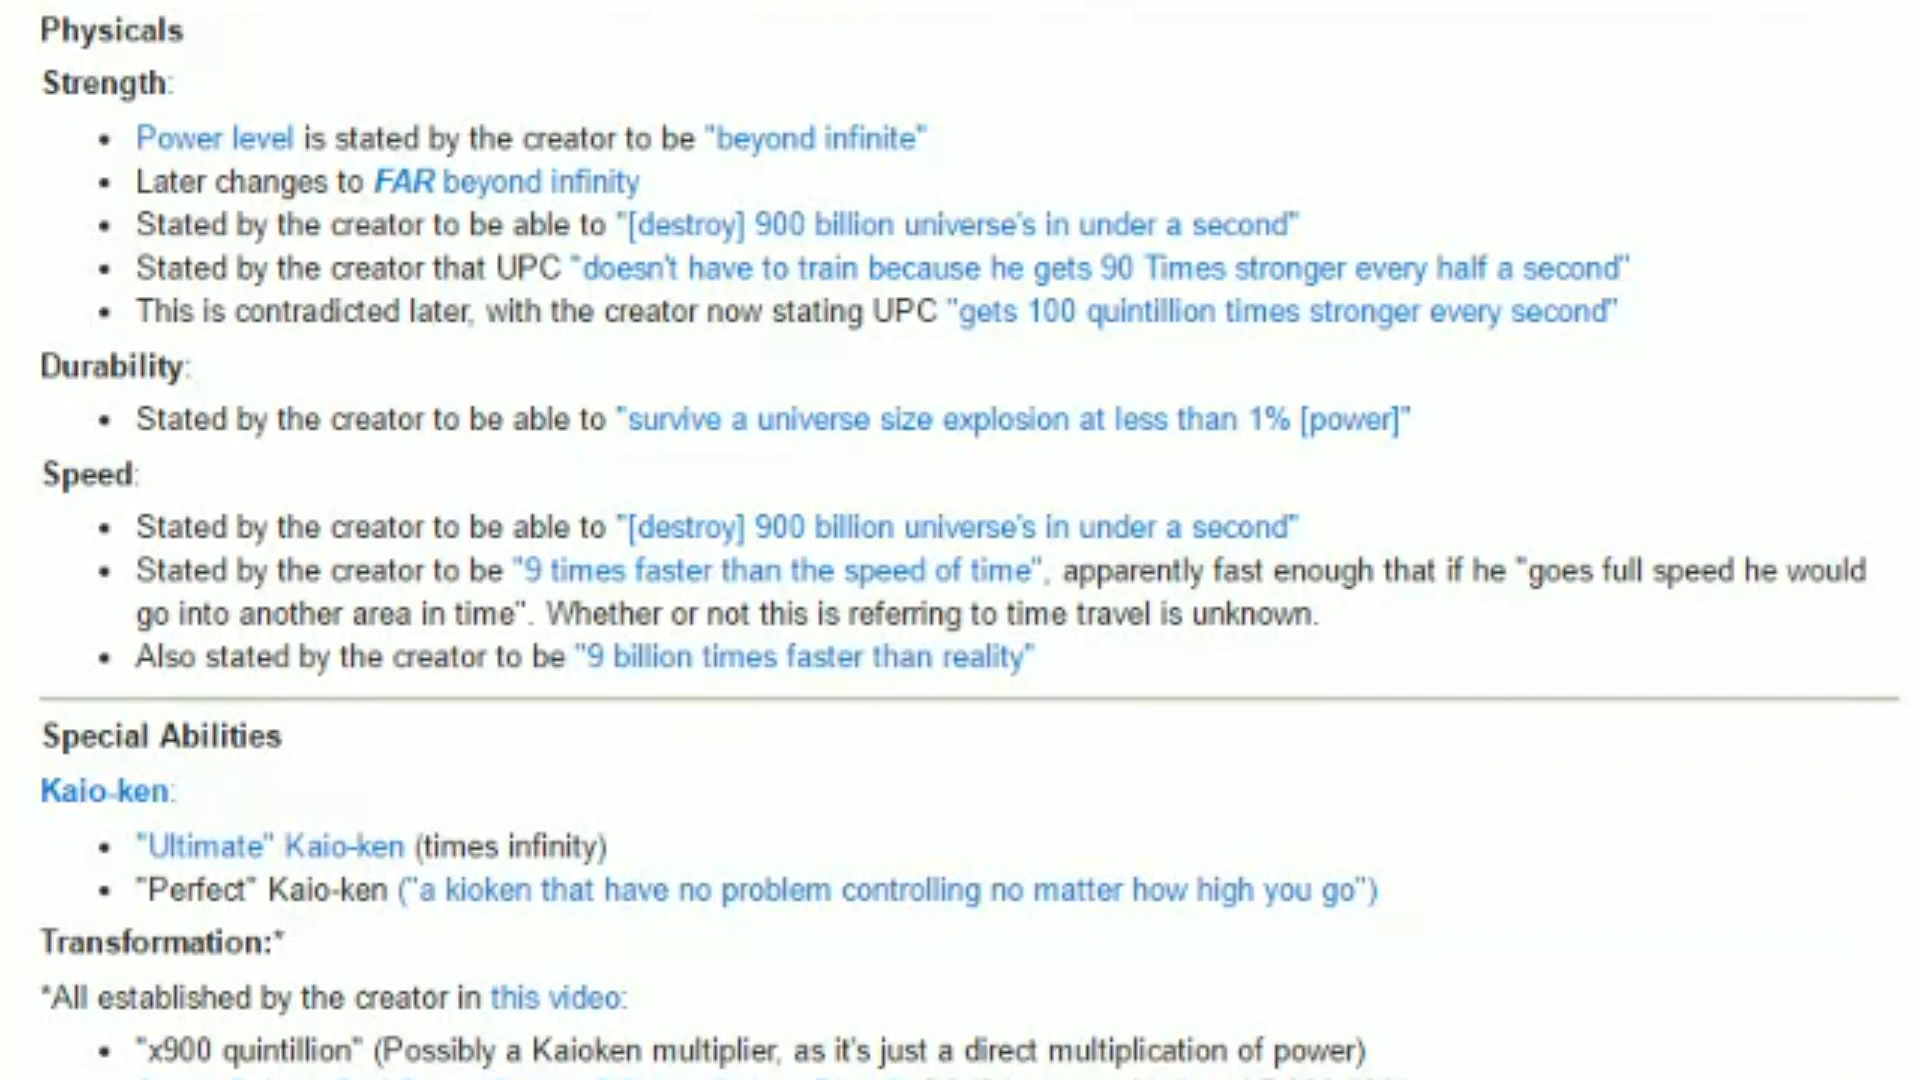 Physicals
Strength:
• Power level is stated by the creator to be "beyond infinite"
• Later changes to FAR beyond infinity
• Stated by the creator to be able to "[destroy] 900 billion universe's in under a second"
• Stated by the creator that UPC "doesn't have to train because he gets 90 Times stronger every half a second"
• This is contradicted later, with the creator now stating UPC "gets 100 quintillion times stronger every second"
Durability:
• Stated by the creator to be able to "survive a universe size explosion at less than 1% [power]"
Speed:
• Stated by the creator to be able to "[destroy] 900 billion universe's in under a second"
• Stated by the creator to be "9 times faster than the speed of time", apparently fast enough that if he "goes full speed he would
go into another area in time". Whether or not this is referring to time travel is unknown.
• Also stated by the creator to be "9 billion times faster than reality"
Special Abilities
Kaio-ken:
• "Ultimate" Kaio-ken (times infinity)
• "Perfect" Kaio-ken ("a kioken that have no problem controlling no matter how high you go")
Transformation:*
*All established by the creator in this video:
• "x900 quintillion" (Possibly a Kaioken multiplier, as it's just a direct multiplication of power)